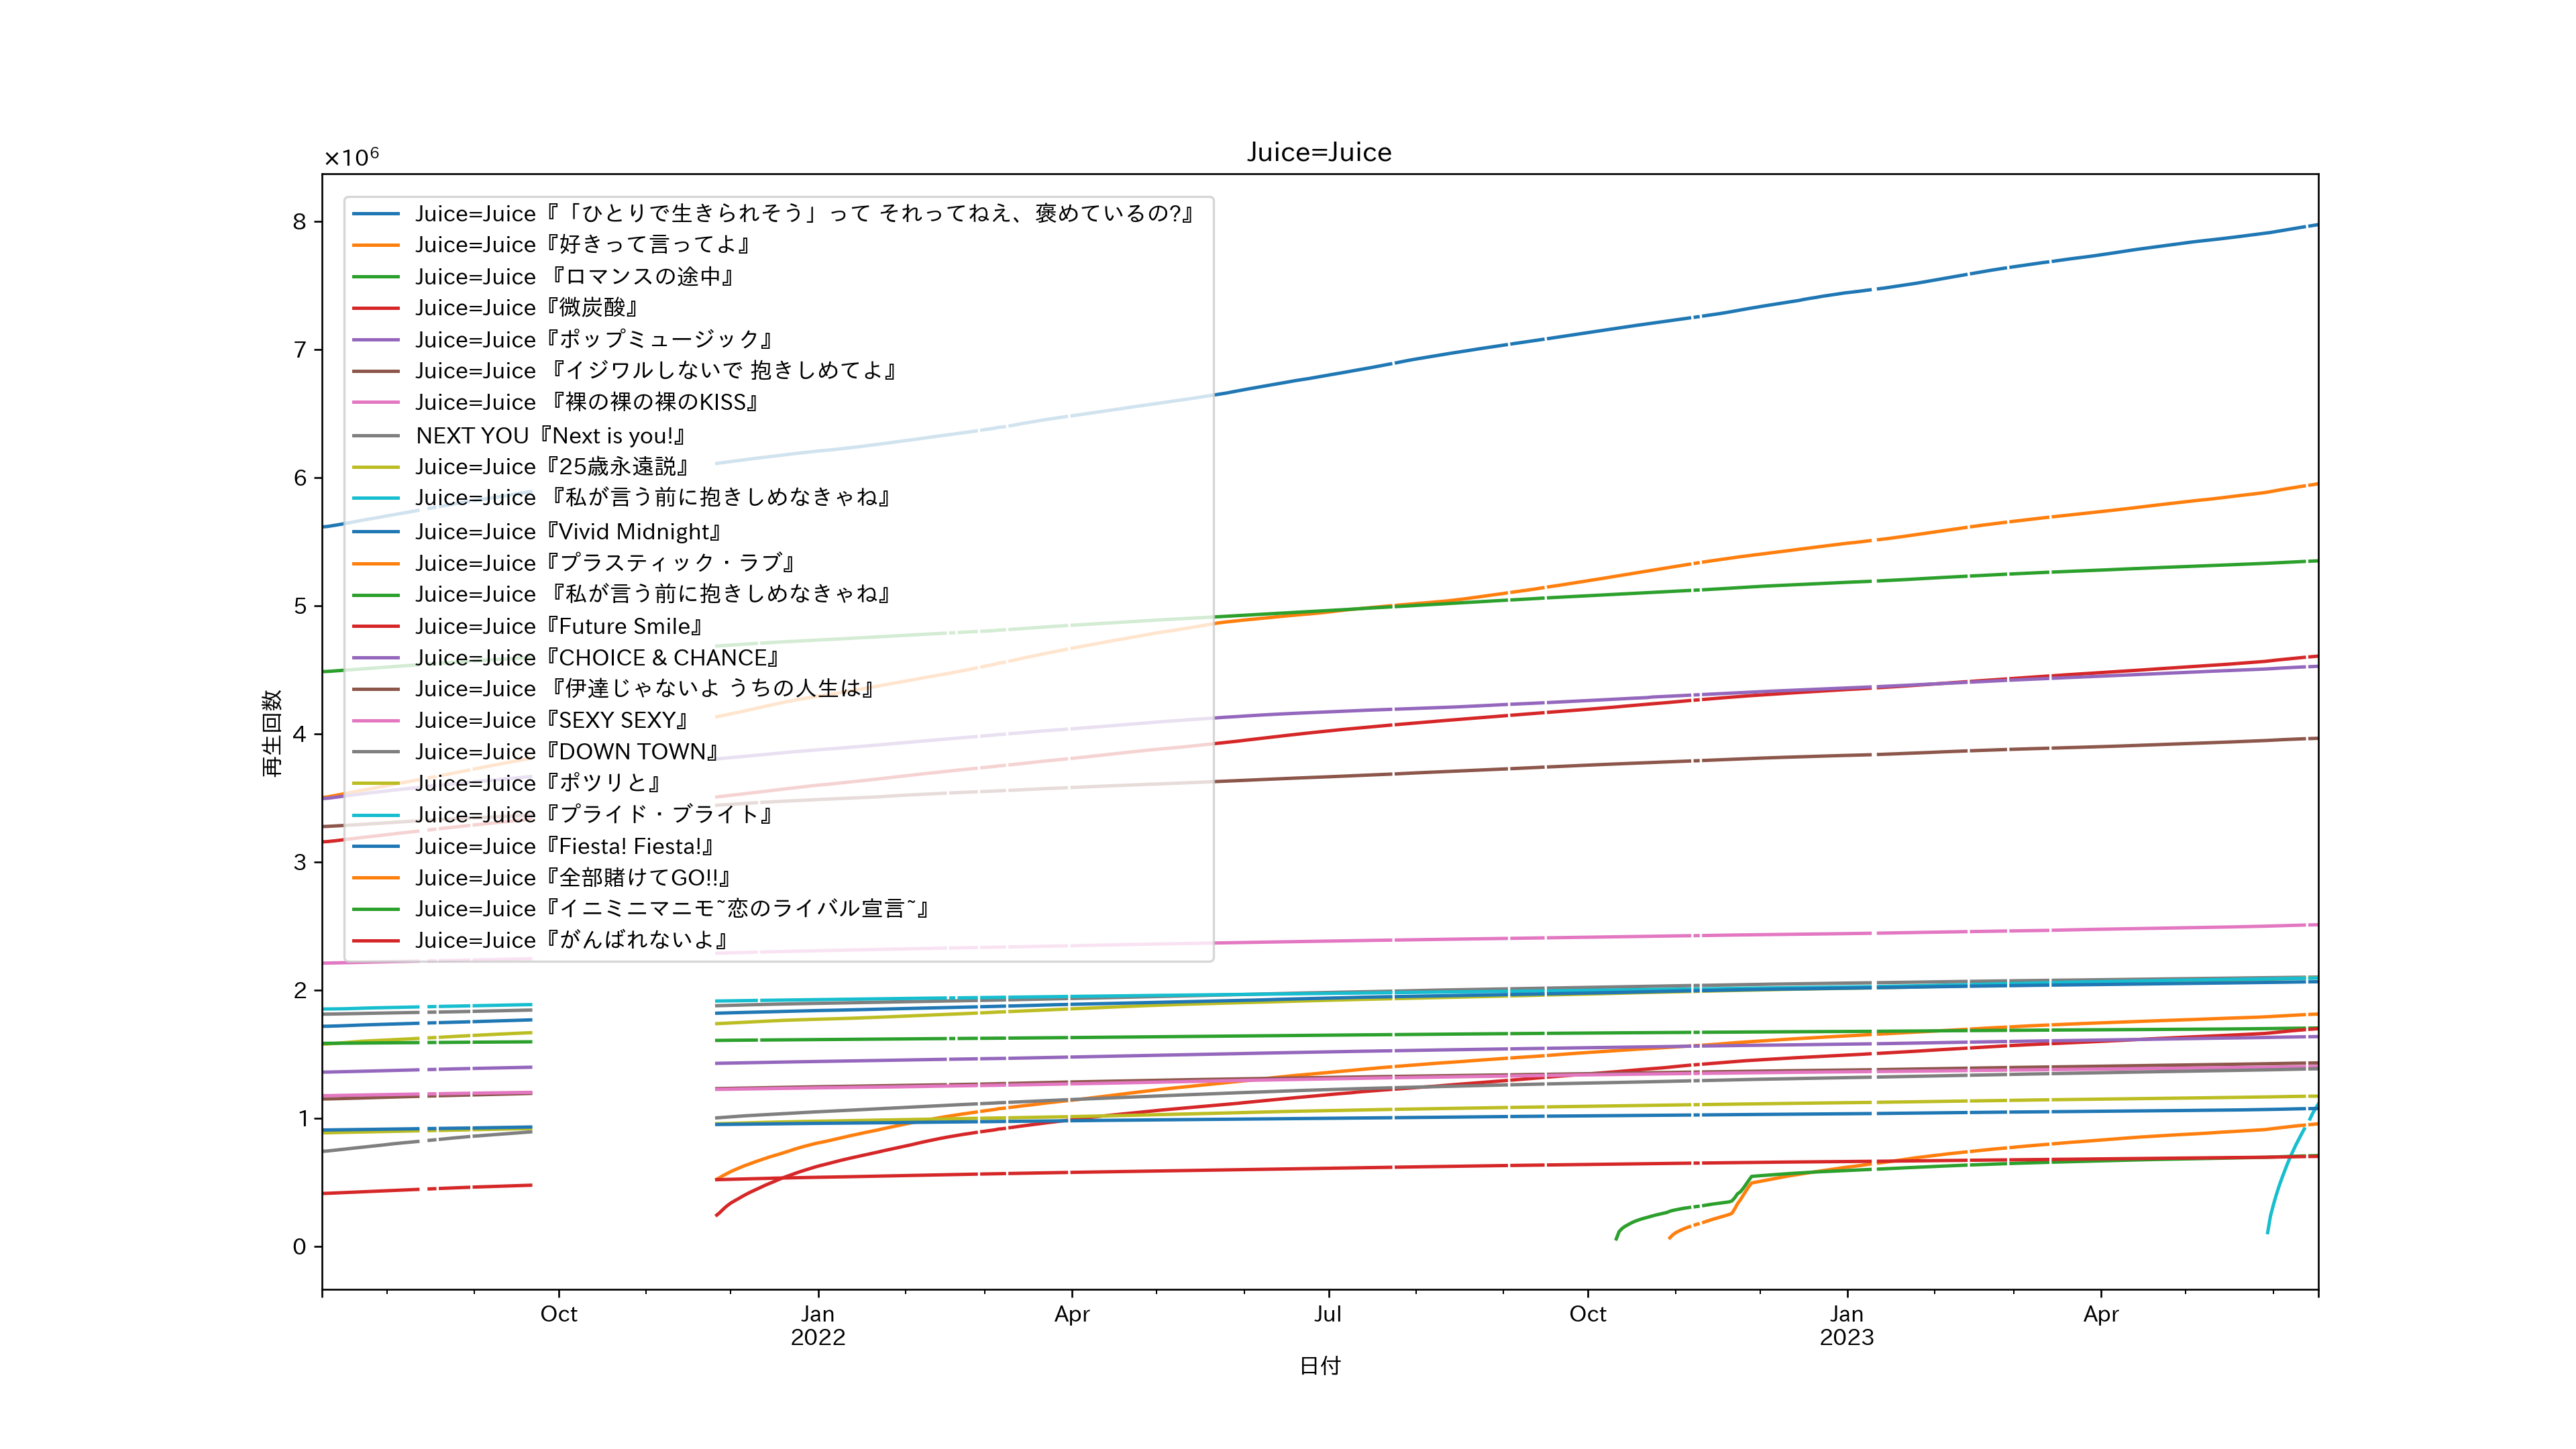 Juice=Juice
×10⁶
8
7
6
5
4
3
2
1
0
再生回数
Juice=Juice『「ひとりで生きられそう」って それってねえ、褒めているの?』
Juice=Juice『好きって言ってよ』
Juice=Juice 『ロマンスの途中』
Juice=Juice『微炭酸』
Juice=Juice『ポップミュージック』
Juice=Juice 『イジワルしないで 抱きしめてよ』
Juice=Juice 『裸の裸の裸のKISS』
NEXT YOU『Next is you!』
Juice=Juice『25歳永遠説』
Juice=Juice 『私が言う前に抱きしめなきゃね』
Juice=Juice『Vivid Midnight』
Juice=Juice『プラスティック・ラブ』
Juice=Juice 『私が言う前に抱きしめなきゃね』
Juice=Juice『Future Smile』
Juice=Juice『CHOICE & CHANCE』
Juice=Juice 『伊達じゃないよ うちの人生は』
Juice=Juice『SEXY SEXY』
Juice=Juice『DOWN TOWN』
Juice=Juice『ポツリと』
Juice=Juice『プライド・ブライト』
Juice=Juice『Fiesta! Fiesta!』
Juice=Juice『全部賭けてGO!!』
Juice=Juice『イニミニマニモ~恋のライバル宣言~』
Juice=Juice『がんばれないよ』
Oct
Jan
2022
Apr
Jul
Oct
Jan
2023
Apr
日付